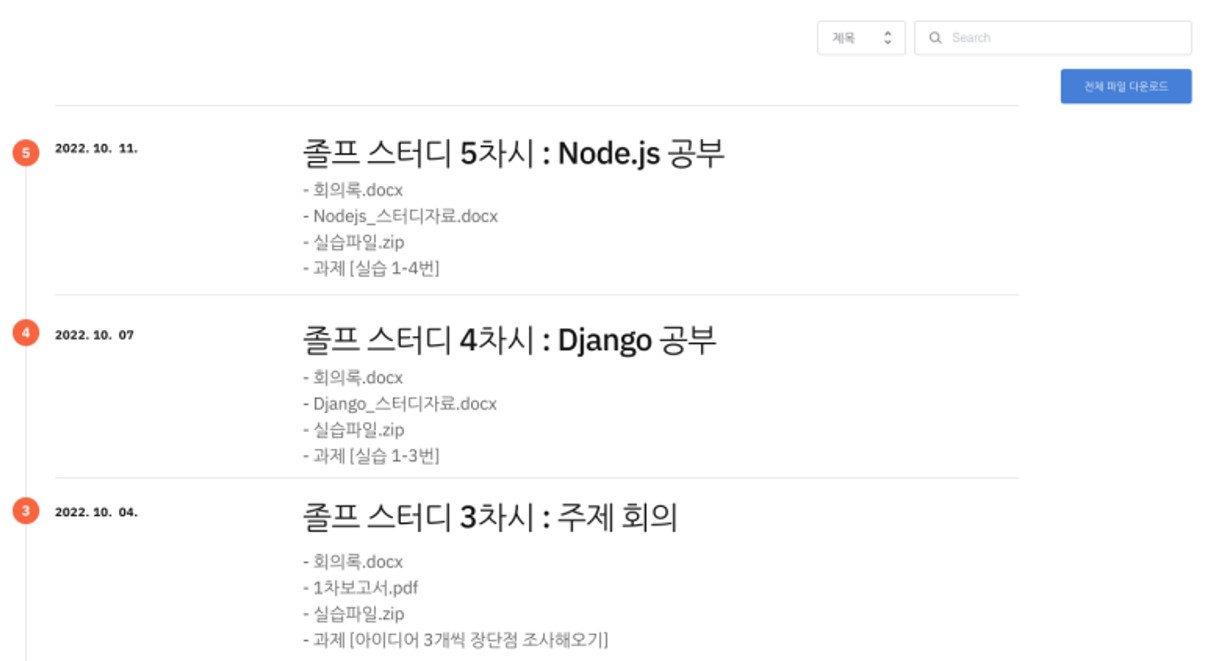 제목
Search
전체 파일 다운로드
5
2022. 10. 11.
졸프 스터디 5차시 : Node.js 공부
- 회의록.docx
- Nodejs_스터디자료.docx
- 실습파일.zip
- 과제 [실습 1-4번]
4
2022. 10. 07
졸프 스터디 4차시 : Django 공부
- 회의록.docx
- Django_스터디자료.docx
- 실습파일.zip
- 과제 [실습 1-3번]
3
2022. 10. 04.
졸프 스터디 3차시 : 주제 회의
- 회의록.docx
- 1차보고서.pdf
- 실습파일.zip
- 과제 [아이디어 3개씩 장단점 조사해오기]